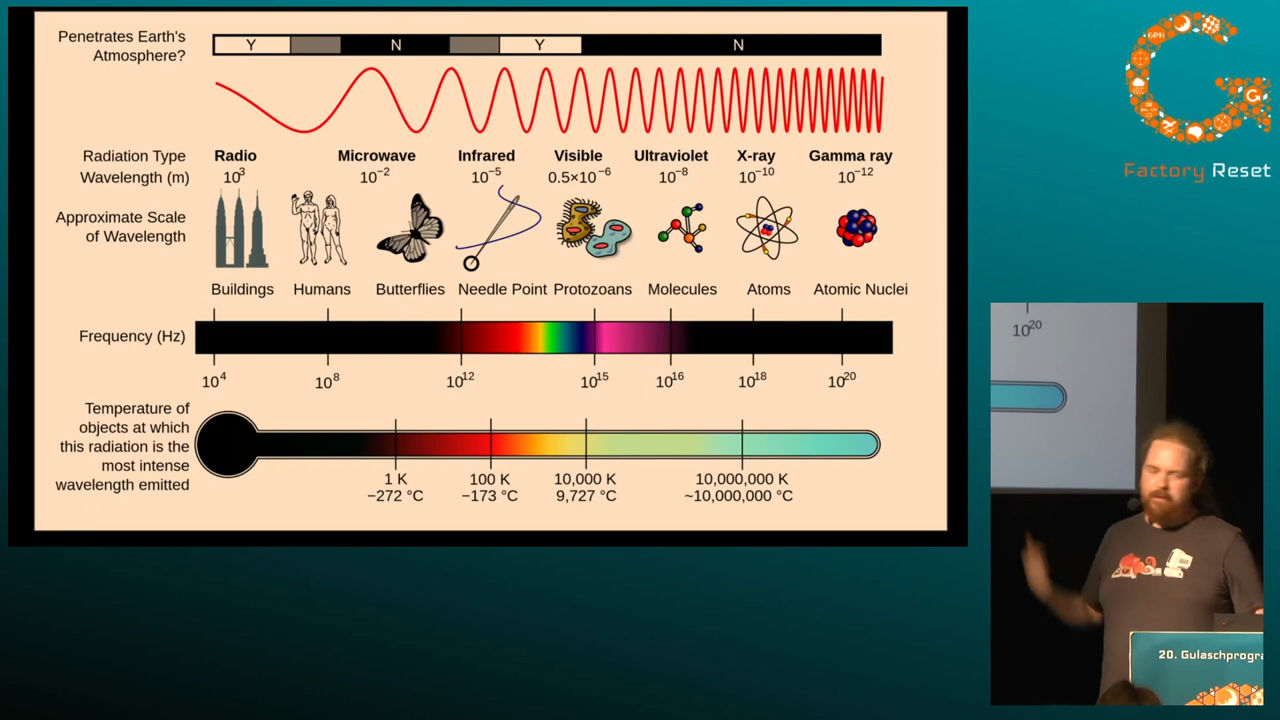 Penetrates Earth's
Atmosphere?
Y N Y N
Radiation Type Radio Microwave Infrared Visible Ultraviolet X-ray Gamma ray
Wavelength (m) 10³ 10⁻² 10⁻⁵ 0.5×10⁻⁶ 10⁻⁸ 10⁻¹⁰ 10⁻¹²
Approximate Scale
of Wavelength
Buildings Humans Butterflies Needle Point Protozoans Molecules Atoms Atomic Nuclei
Frequency (Hz)
10⁴ 10⁸ 10¹² 10¹⁵ 10¹⁶ 10¹⁸ 10²⁰
Temperature of
objects at which
this radiation is the
most intense
wavelength emitted
1 K 100 K 10,000 K 10,000,000 K
−272 °C −173 °C 9,727 °C ~10,000,000 °C
GPN
G
Factory Reset
10²⁰
20. Gulaschprogra